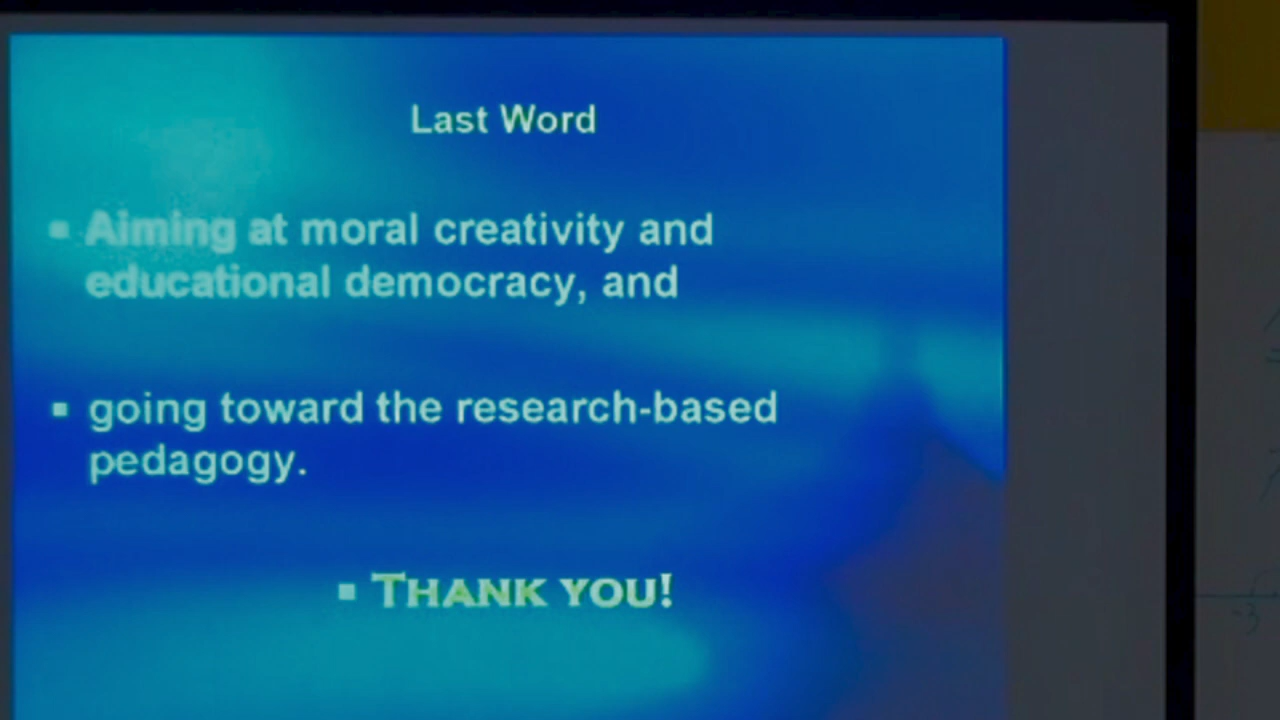 Last Word
▪ Aiming at moral creativity and
educational democracy, and
▪ going toward the research-based
pedagogy.
▪ THANK YOU!